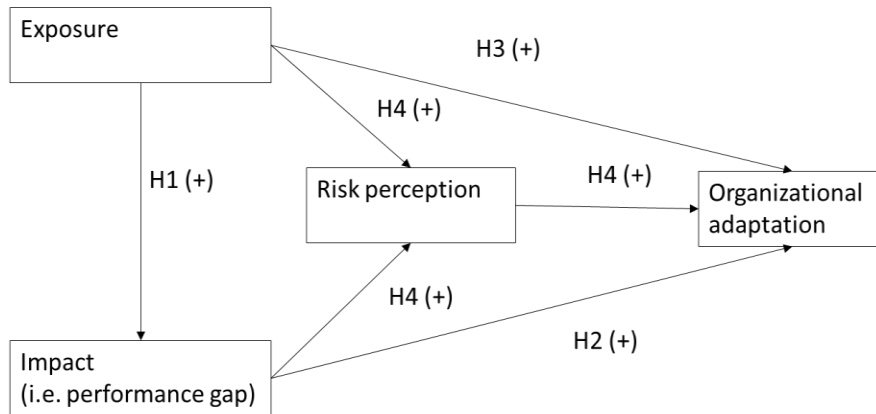 Exposure
H3 (+)
H4 (+)
H1 (+)
Risk perception
H4 (+)
Organizational
adaptation
H4 (+)
H2 (+)
Impact
(i.e. performance gap)